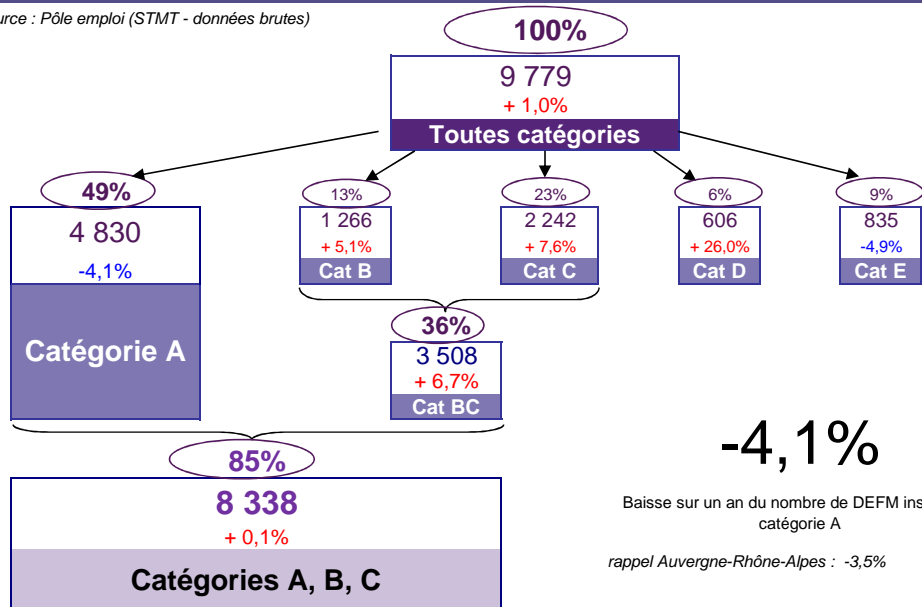 urce : Pôle emploi (STMT - données brutes)
100%
9 779
+ 1,0%
Toutes catégories
49%
4 830
-4,1%
Catégorie A
13%
1 266
+ 5,1%
Cat B
23%
2 242
+ 7,6%
Cat C
6%
606
+ 26,0%
Cat D
9%
835
-4,9%
Cat E
36%
3 508
+ 6,7%
Cat BC
85%
8 338
+ 0,1%
Catégories A, B, C
-4,1%
Baisse sur un an du nombre de DEFM ins
catégorie A
rappel Auvergne-Rhône-Alpes : -3,5%